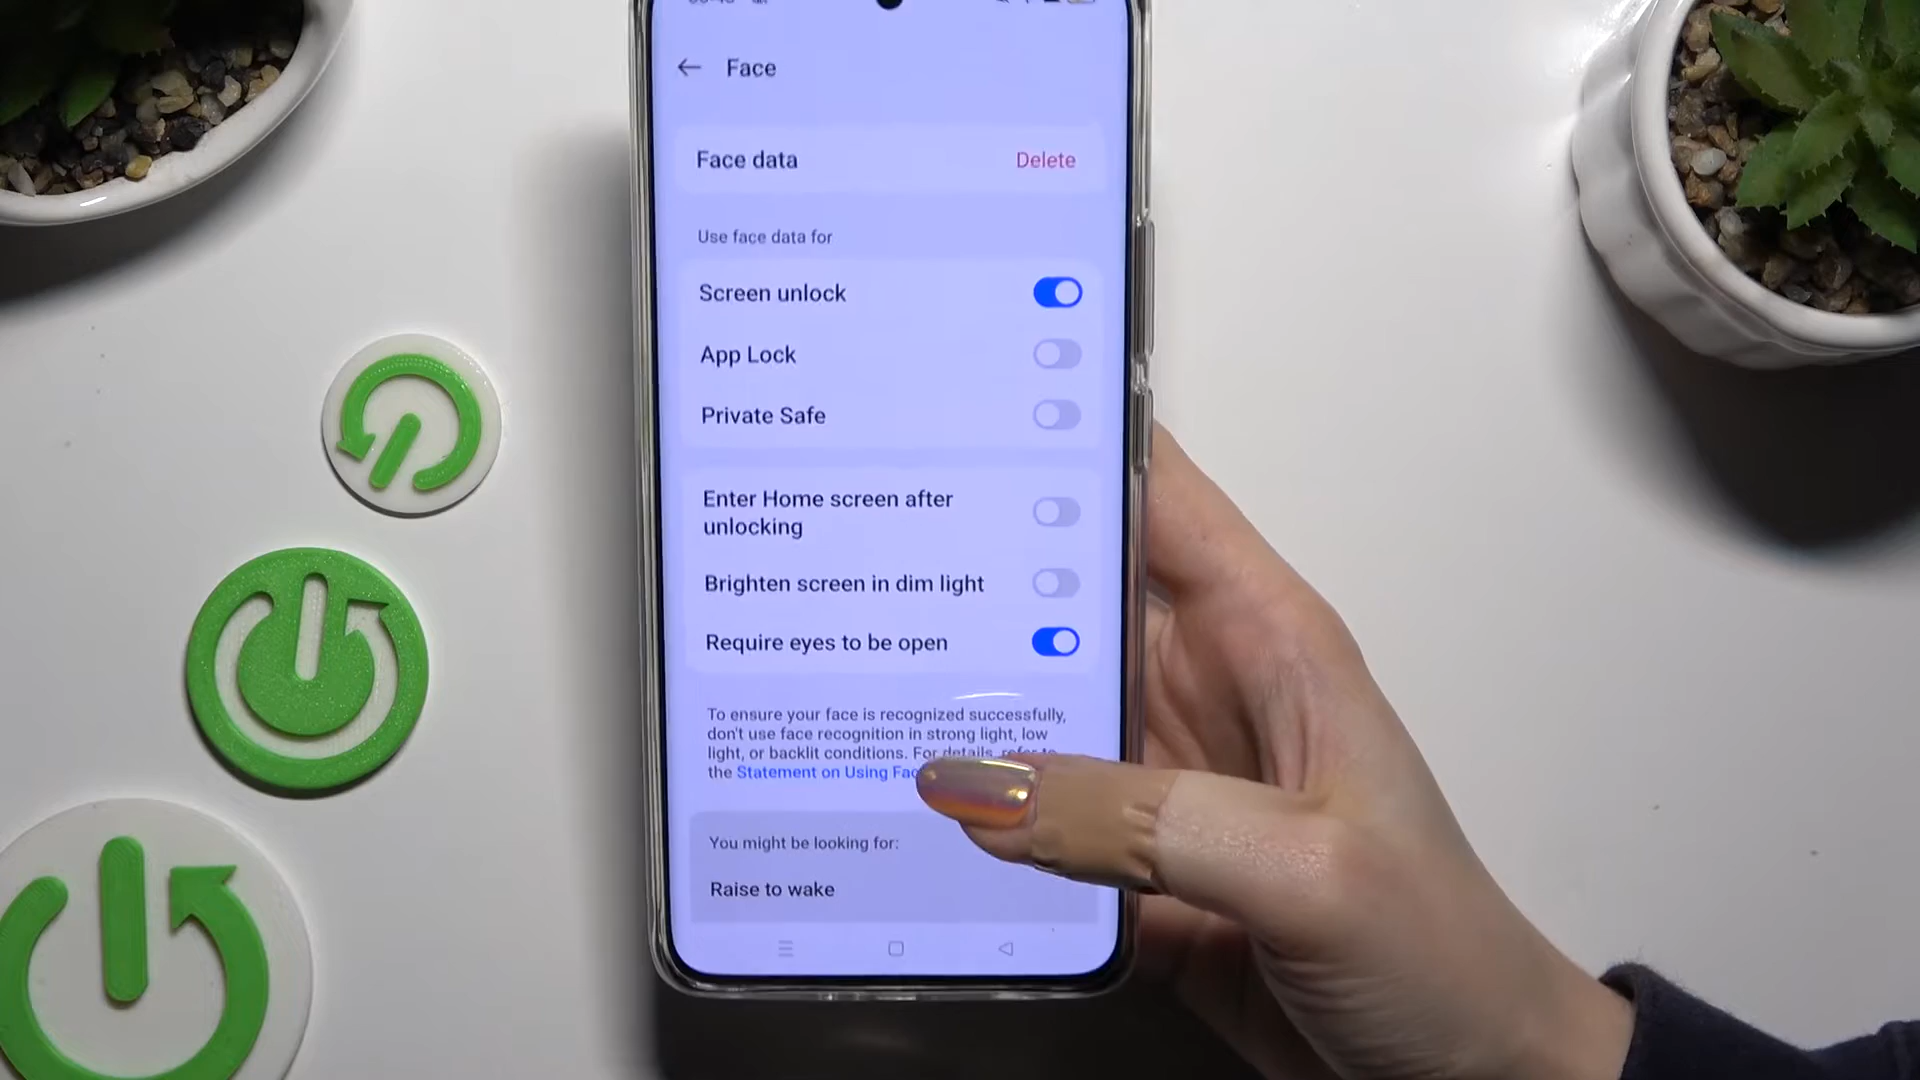 Face
Face data
Delete
Use face data for
Screen unlock
App Lock
Private Safe
Enter Home screen after
unlocking
Brighten screen in dim light
Require eyes to be open
To ensure your face is recognized successfully,
don't use face recognition in strong light, low
light, or backlit conditions. For details, refer to
the Statement on Using
You might be looking for:
Raise to wake